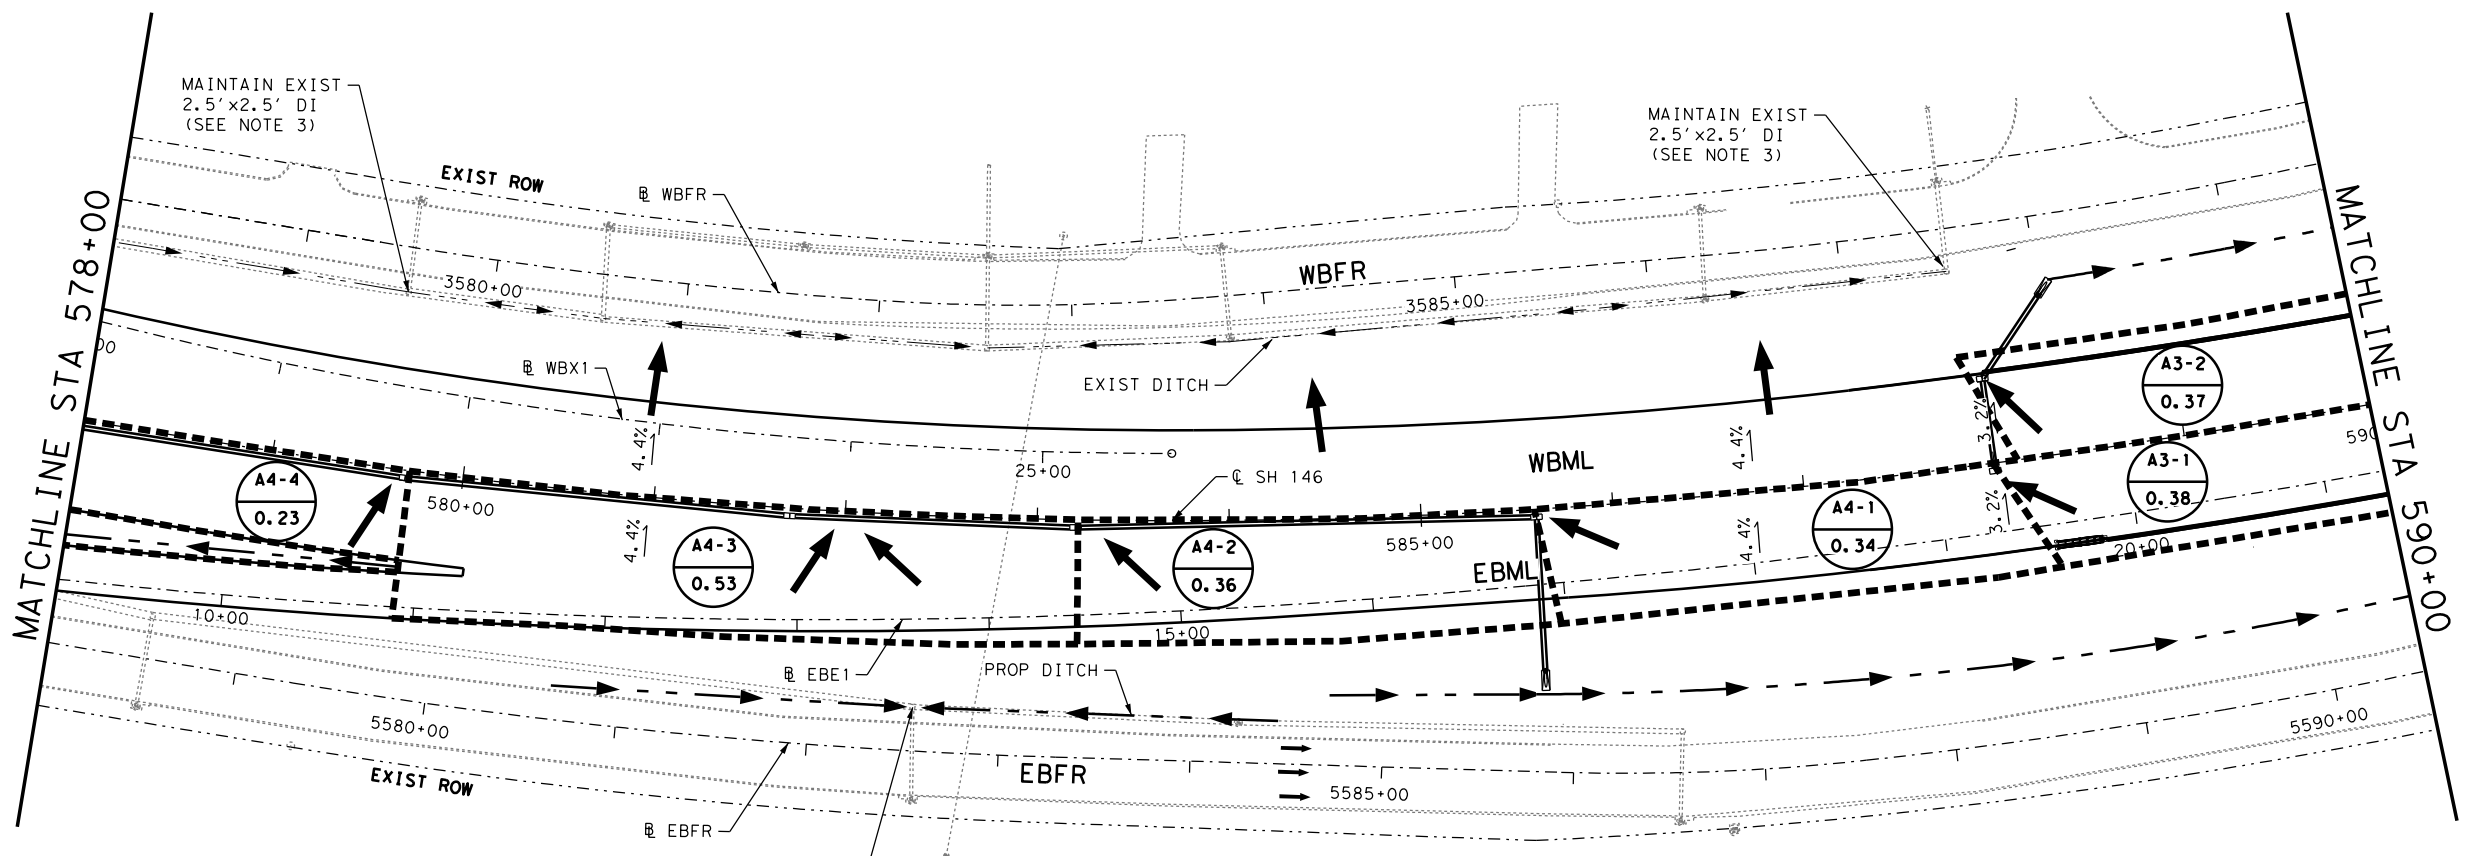 MAINTAIN EXIST
2.5'x2.5' DI
(SEE NOTE 3)
MAINTAIN EXIST
2.5'x2.5' DI
(SEE NOTE 3)
EXIST ROW
℄ WBFR
WBFR
3580+00
3585+00
MATCHLINE STA 578+00
MATCHLINE STA 590+00
00
℄ WBX1
EXIST DITCH
A3-2
0.37
4.4%
4.4%
3.2%
25+00
℄ SH 146
WBML
590
A4-4
0.23
580+00
A3-1
0.38
4.4%
A4-3
0.53
A4-2
0.36
585+00
4.4%
A4-1
0.34
3.2%
20+00
EBML
10+00
15+00
℄ EBE1
PROP DITCH
5580+00
5590+00
EXIST ROW
EBFR
5585+00
℄ EBFR